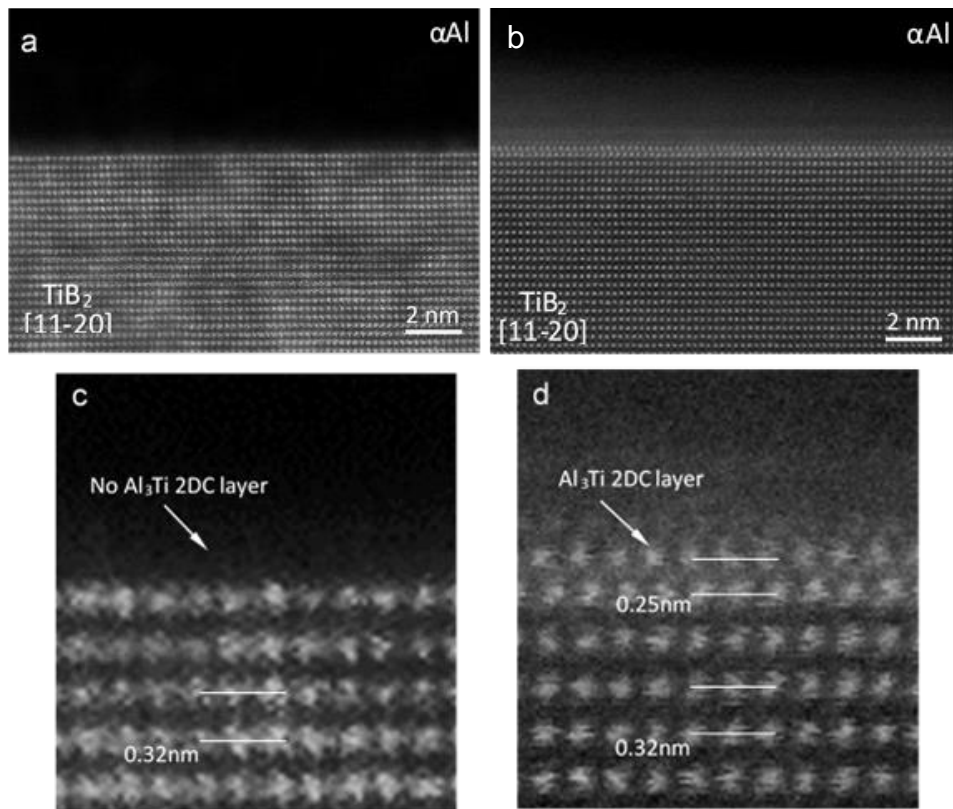 a
αAl
TiB₂
[11-20]
2 nm
b
αAl
TiB₂
[11-20]
2 nm
c
No Al₃Ti 2DC layer
0.32nm
d
Al₃Ti 2DC layer
0.25nm
0.32nm